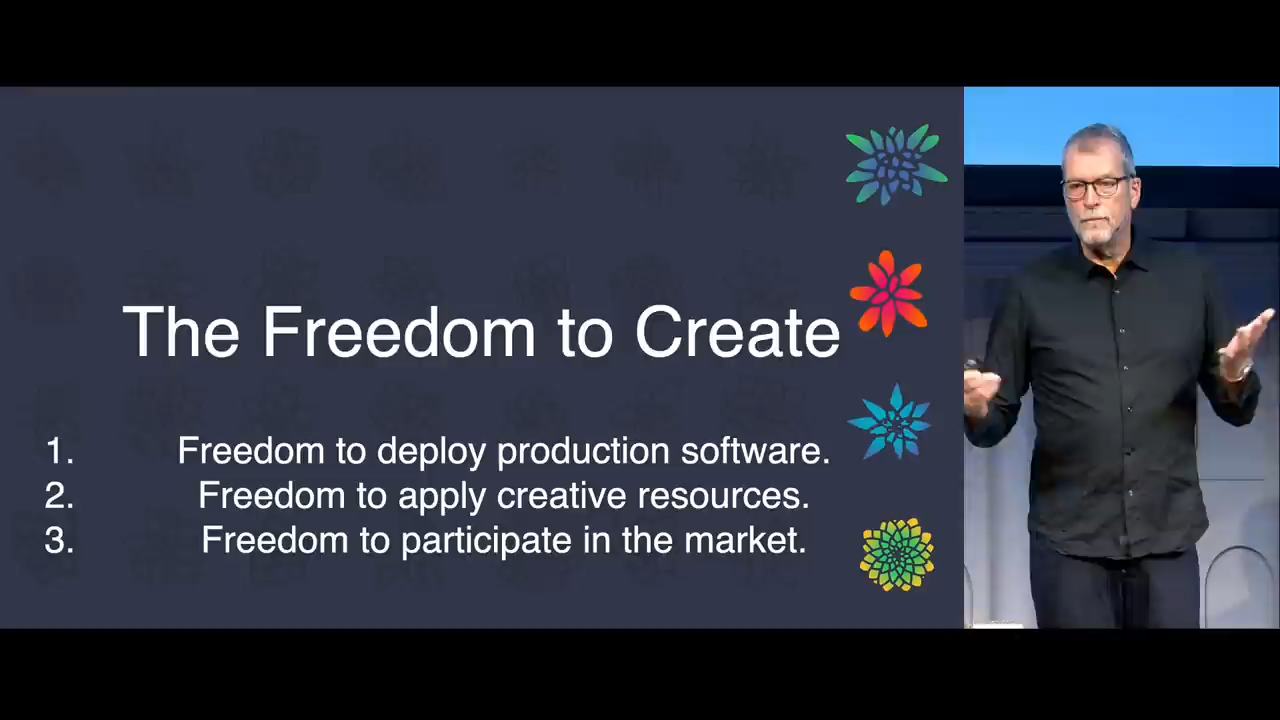 The Freedom to Create
1. Freedom to deploy production software.
2. Freedom to apply creative resources.
3. Freedom to participate in the market.